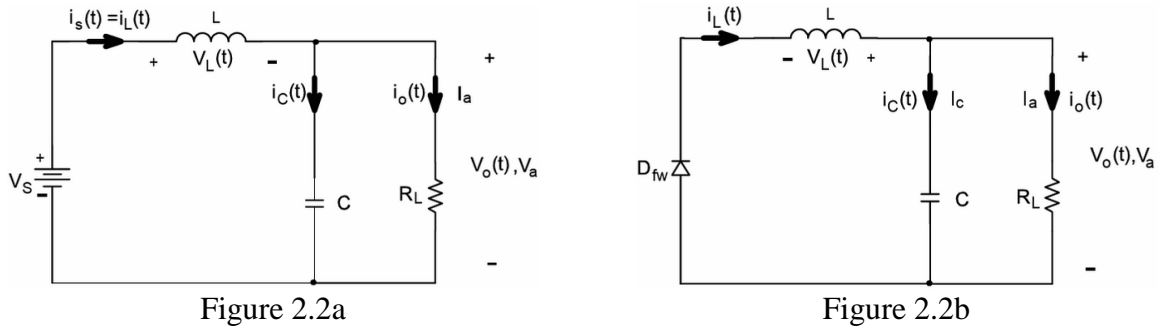 i_s(t) =i_L(t)
L
+ V_L(t) -
i_C(t)
i_o(t)
I_a
+
V_o(t) ,V_a
-
+
V_S
-
C
R_L
Figure 2.2a
i_L(t)
L
- V_L(t) +
i_C(t)
I_c
I_a
i_o(t)
+
V_o(t),V_a
-
D_fw
C
R_L
Figure 2.2b